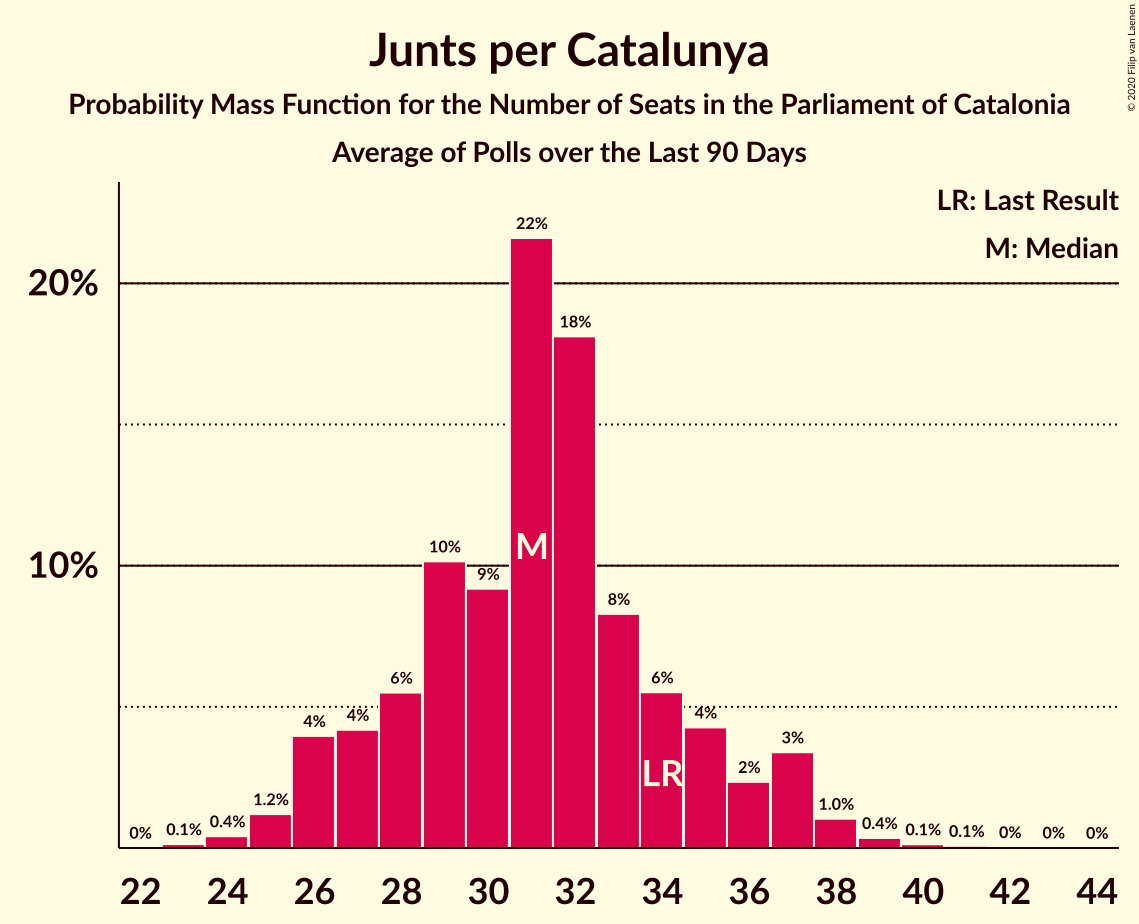 Junts per Catalunya
Probability Mass Function for the Number of Seats in the Parliament of Catalonia
Average of Polls over the Last 90 Days
© 2020 Filip van Laenen
LR: Last Result
M: Median
20%
10%
0% 0.1% 0.4% 1.2% 4% 4% 6% 10% 9% 22% 18% 8% 6% 4% 2% 3% 1.0% 0.4% 0.1% 0.1% 0% 0% 0%
M
LR
22 24 26 28 30 32 34 36 38 40 42 44